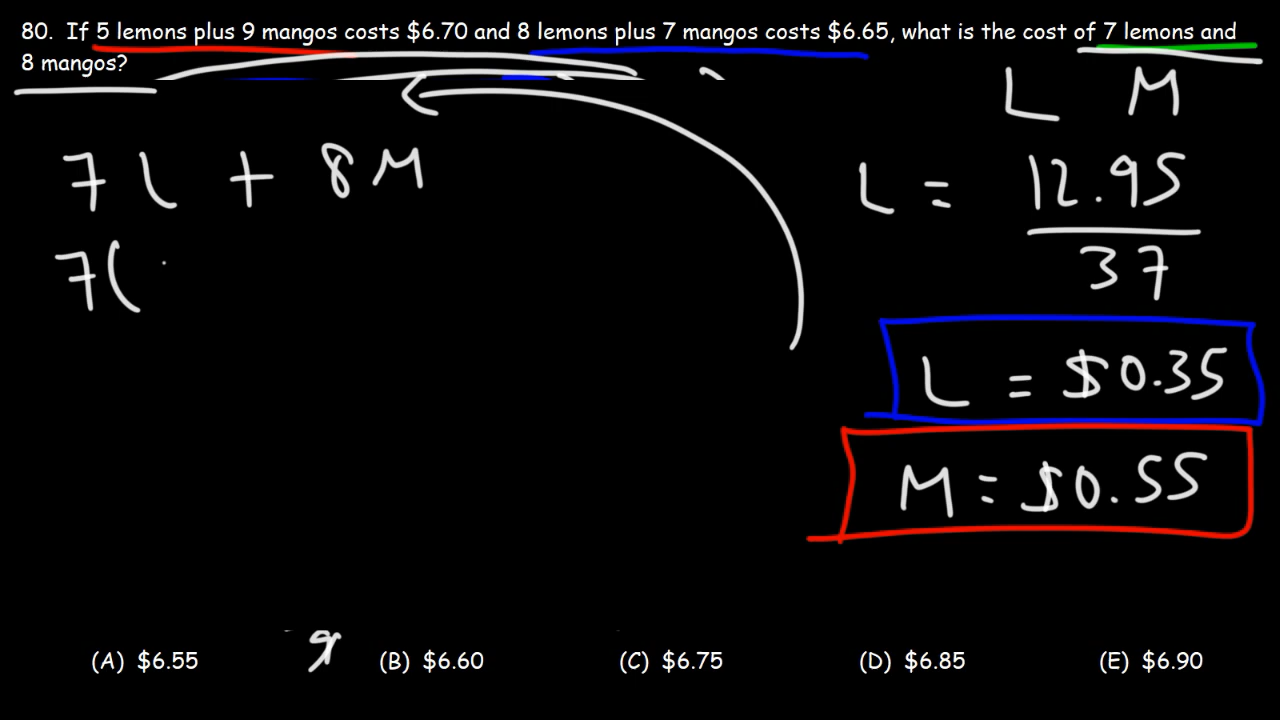 80. If 5 lemons plus 9 mangos costs $6.70 and 8 lemons plus 7 mangos costs $6.65, what is the cost of 7 lemons and
8 mangos?
L M
7L + 8M
L = 12.95
37
7(
L = $0.35
M = $0.55
(A) $6.55 (B) $6.60 (C) $6.75 (D) $6.85 (E) $6.90